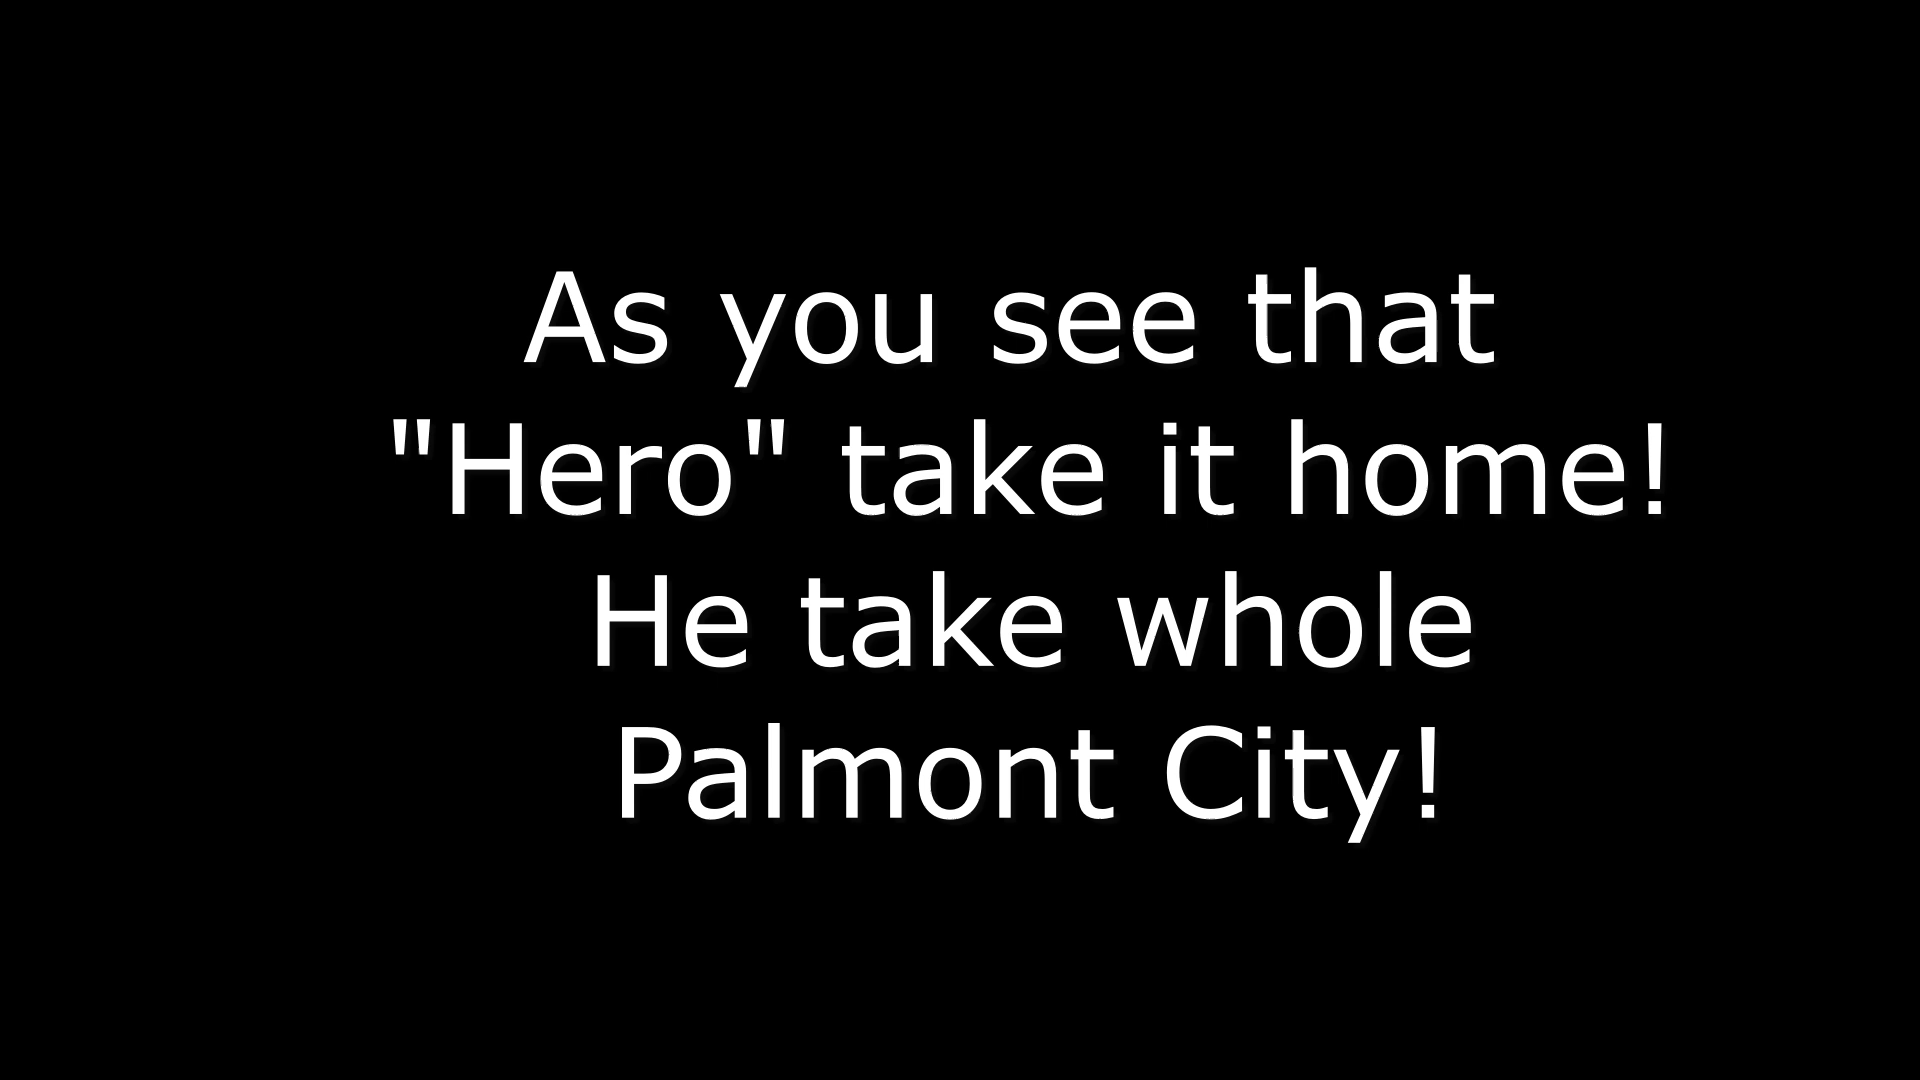 As you see that
"Hero" take it home!
He take whole
Palmont City!